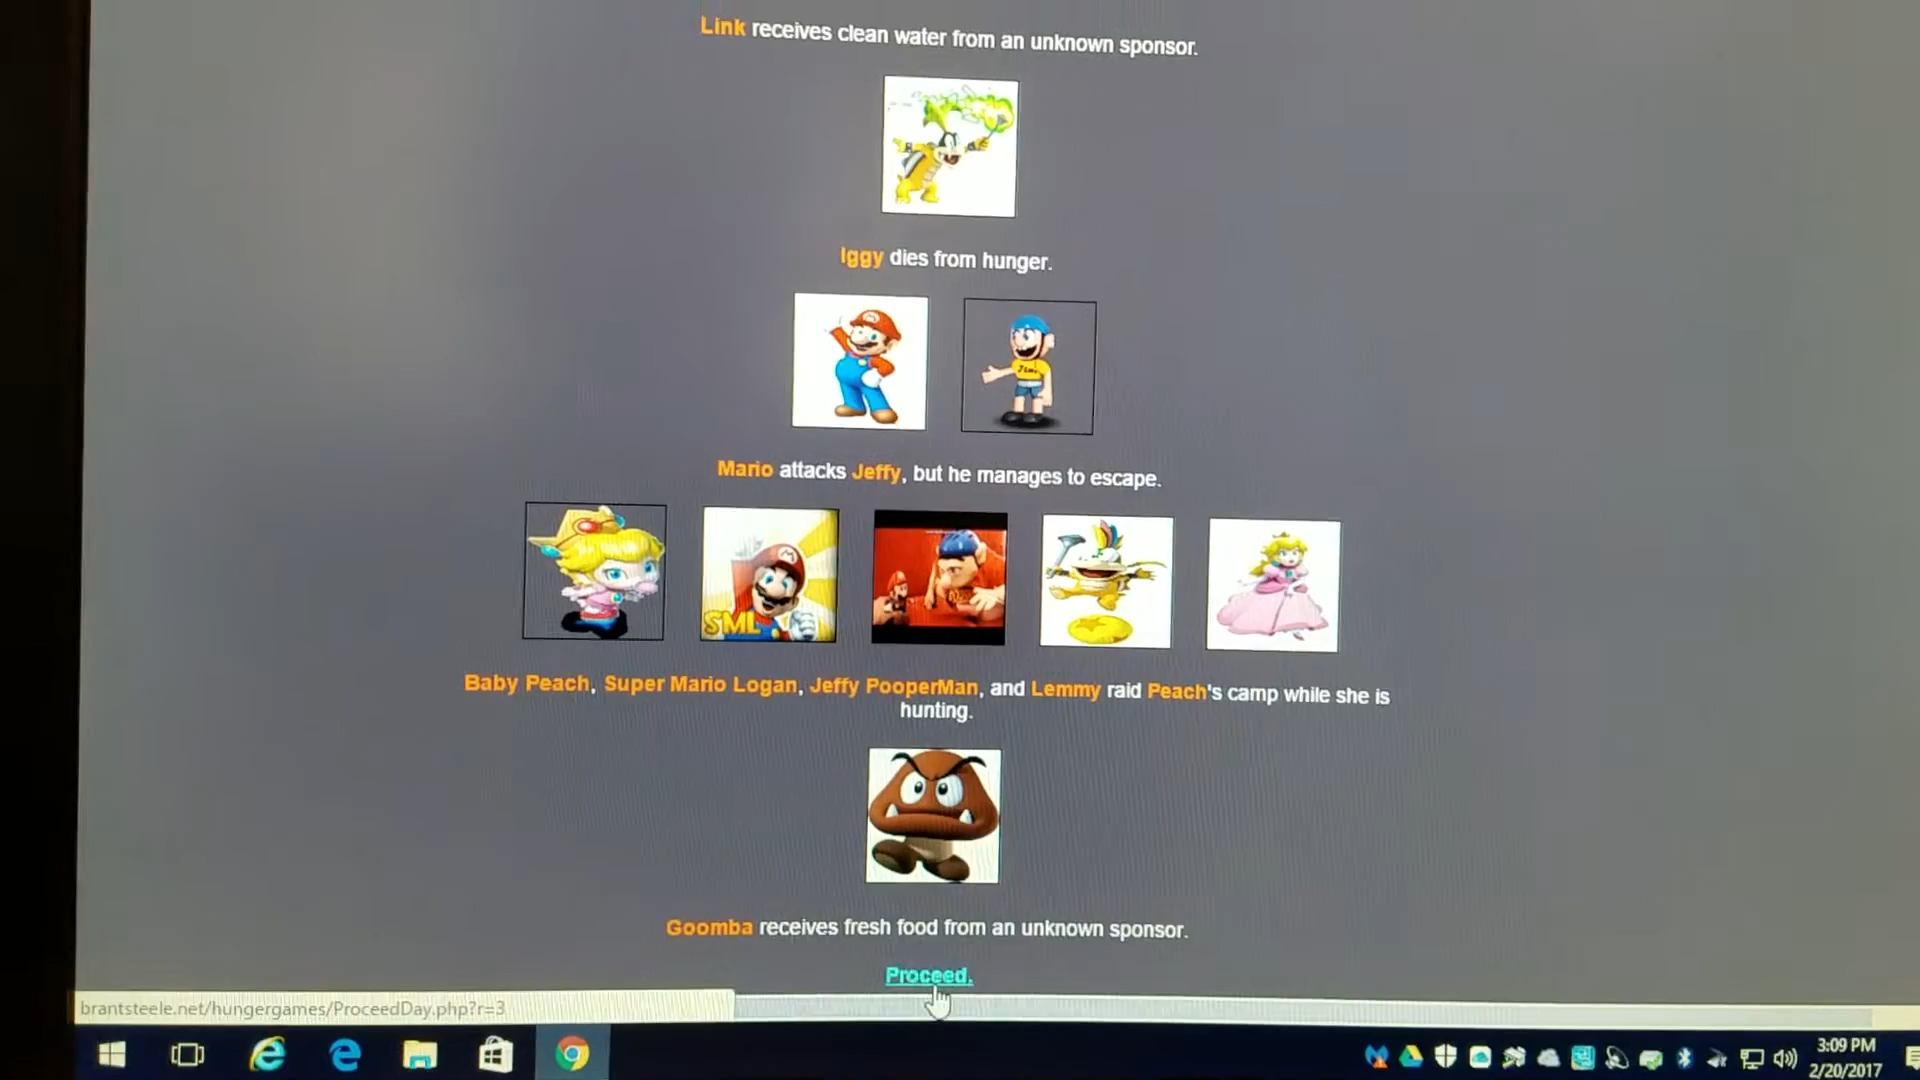 Link receives clean water from an unknown sponsor.
Iggy dies from hunger.
Mario attacks Jeffy, but he manages to escape.
SML
Baby Peach, Super Mario Logan, Jeffy PooperMan, and Lemmy raid Peach's camp while she is
hunting.
Goomba receives fresh food from an unknown sponsor.
Proceed.
brantsteele.net/hungergames/ProceedDay.php?r=3
3:09 PM
2/20/2017